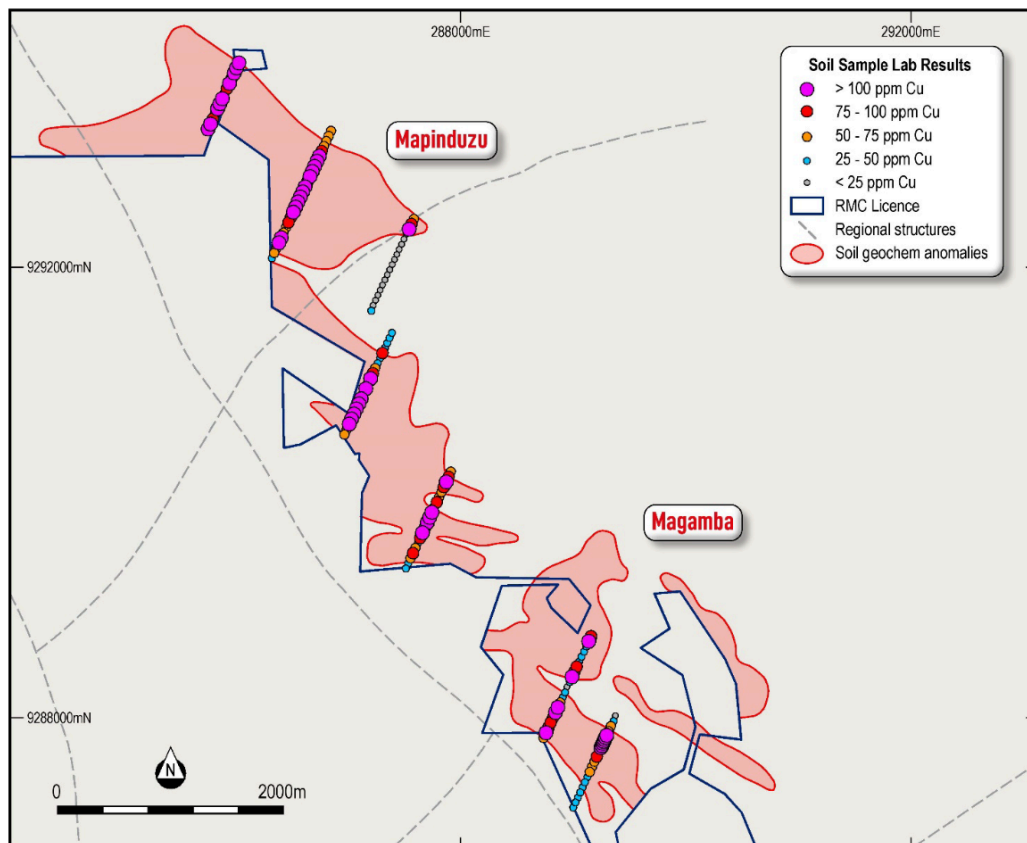 288000mE
292000mE
Soil Sample Lab Results
> 100 ppm Cu
75 - 100 ppm Cu
50 - 75 ppm Cu
25 - 50 ppm Cu
< 25 ppm Cu
RMC Licence
Regional structures
Soil geochem anomalies
Mapinduzu
9292000mN
Magamba
9288000mN
N
0
2000m